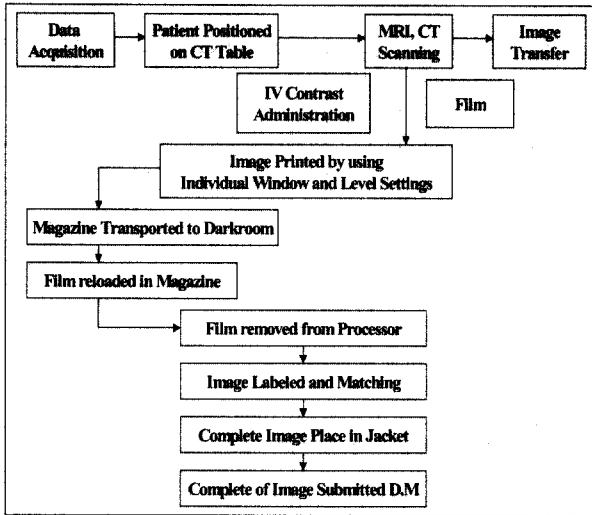 Data
Acquisition
Patient Positioned
on CT Table
MRI, CT
Scanning
Image
Transfer
IV Contrast
Administration
Film
Image Printed by using
Individual Window and Level Settings
Magazine Transported to Darkroom
Film reloaded in Magazine
Film removed from Processor
Image Labeled and Matching
Complete Image Place in Jacket
Complete of Image Submitted D.M